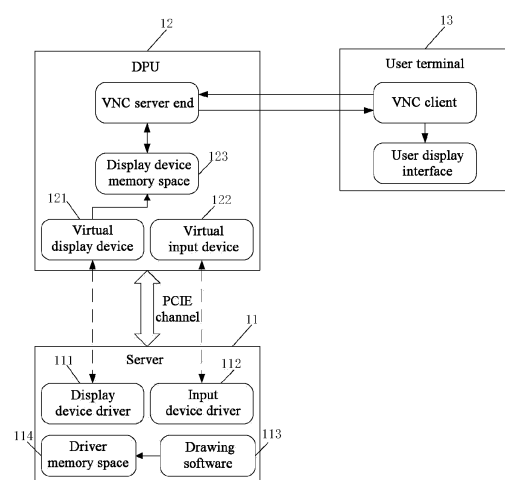 12
13
DPU
User terminal
VNC server end
VNC client
Display device
memory space
123
User display
interface
121
122
Virtual
display device
Virtual
input device
PCIE
channel
11
Server
111
112
Display
device driver
Input
device driver
114
113
Driver
memory space
Drawing
software